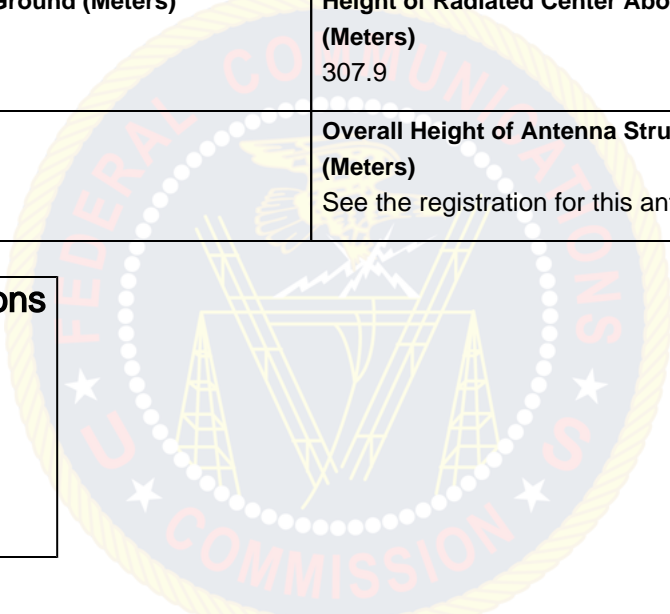 Ground (Meters)
Height of Radiated Center Abo
(Meters)
307.9
Overall Height of Antenna Stru
(Meters)
See the registration for this an
ons
FEDERAL COMMUNICATIONS
COMMISSION
U S